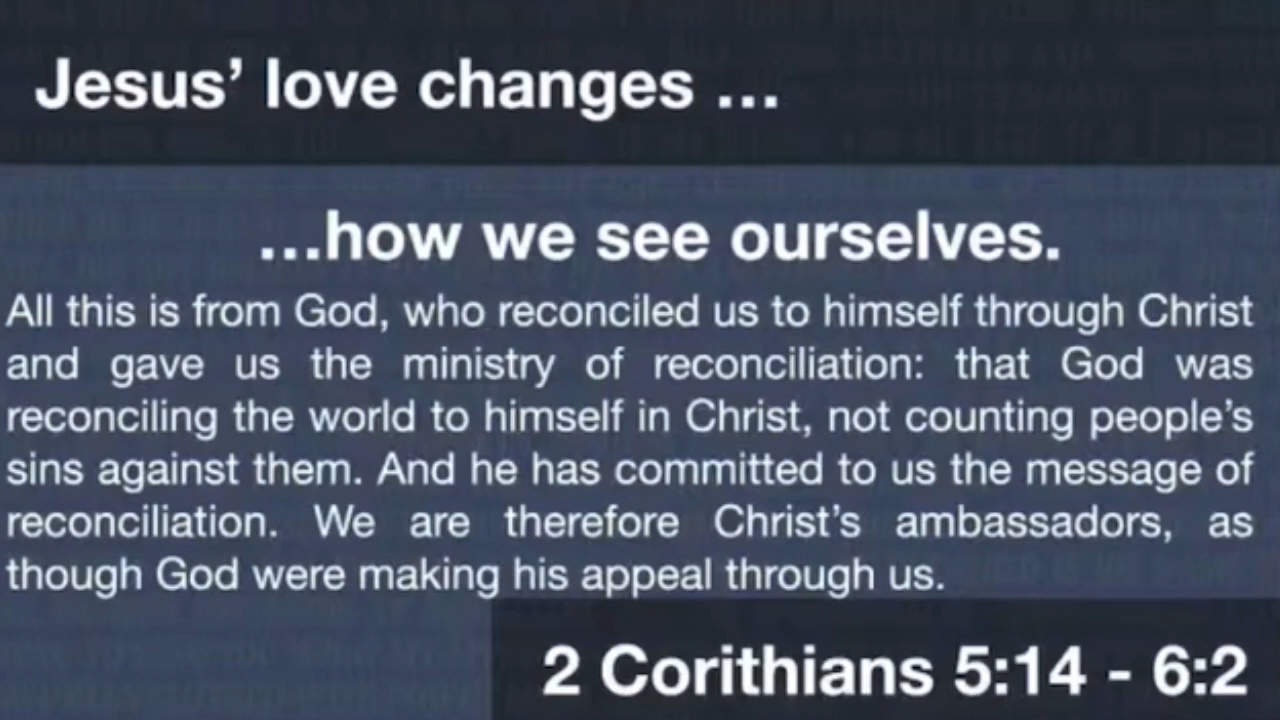 Jesus’ love changes ...
...how we see ourselves.
All this is from God, who reconciled us to himself through Christ
and gave us the ministry of reconciliation: that God was
reconciling the world to himself in Christ, not counting people’s
sins against them. And he has committed to us the message of
reconciliation. We are therefore Christ’s ambassadors, as
though God were making his appeal through us.
2 Corithians 5:14 - 6:2